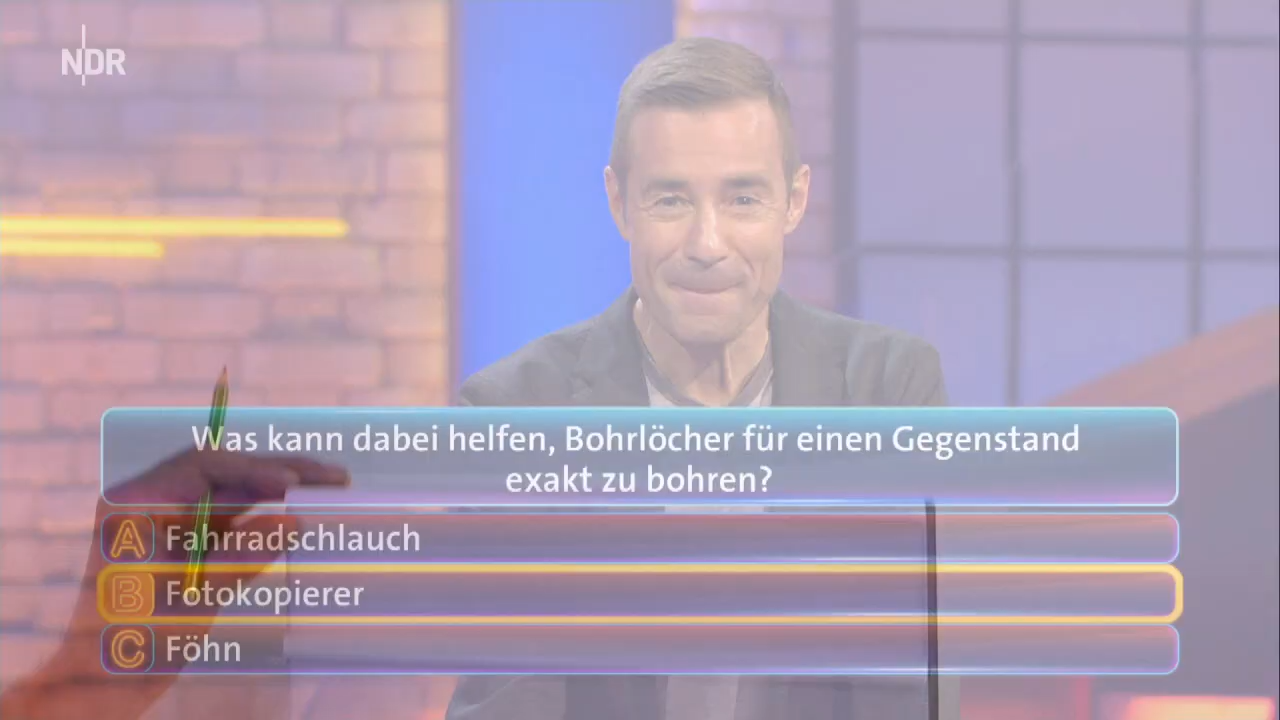 NDR
Was kann dabei helfen, Bohrlöcher für einen Gegenstand
exakt zu bohren?
A Fahrradschlauch
B Fotokopierer
C Föhn